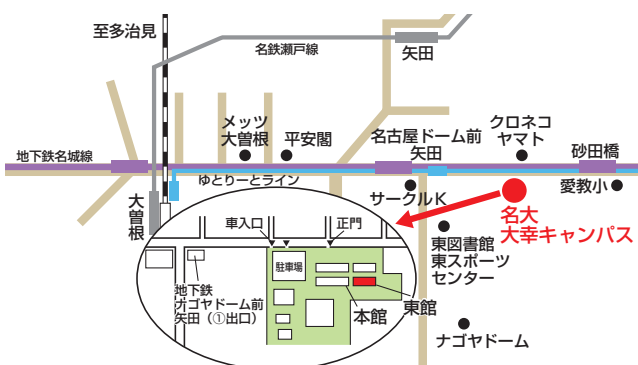 至多治見
名鉄瀬戸線
矢田
メッツ
大曽根
平安閣
名古屋ドーム前
矢田
クロネコ
ヤマト
砂田橋
地下鉄名城線
ゆとりーとライン
大曽根
サークルK
愛教小
名大
大幸キャンパス
車入口
正門
東図書館
東スポーツ
センター
駐車場
地下鉄
ナゴヤドーム前
矢田(①出口)
本館
東館
ナゴヤドーム